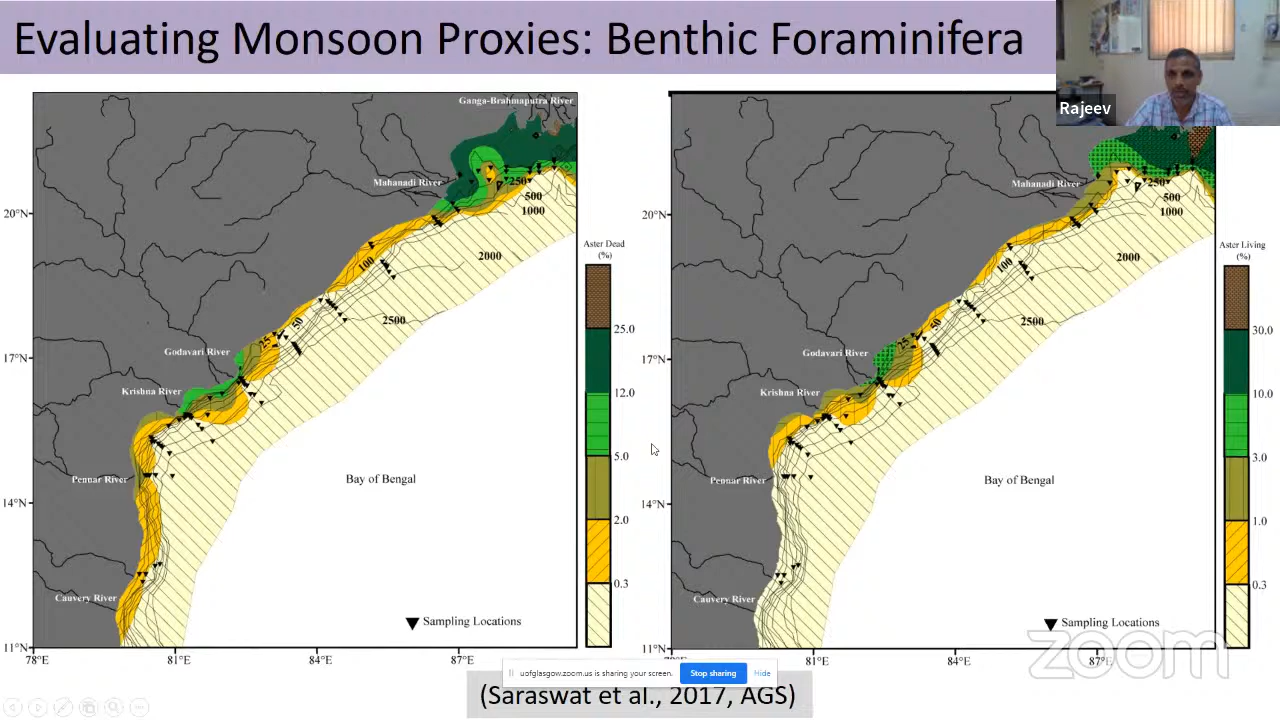 Evaluating Monsoon Proxies: Benthic Foraminifera
Rajeev
Ganga-Brahmaputra River
Mahanadi River
250
500
1000
20°N
2000
100
2500
50
25
17°N
Godavari River
Krishna River
Pennar River
14°N
Bay of Bengal
Cauvery River
Sampling Locations
11°N
78°E
81°E
84°E
87°E
Aster Dead
(%)
25.0
12.0
5.0
2.0
0.3
Mahanadi River
250
500
1000
20°N
2000
100
2500
50
25
17°N
Godavari River
Krishna River
Pennar River
14°N
Bay of Bengal
Cauvery River
Sampling Locations
11°N
81°E
84°E
87°E
Aster Living
(%)
30.0
10.0
3.0
1.0
0.3
zoom
uofglasgow.zoom.us is sharing your screen.
Stop sharing
Hide
(Saraswat et al., 2017, AGS)